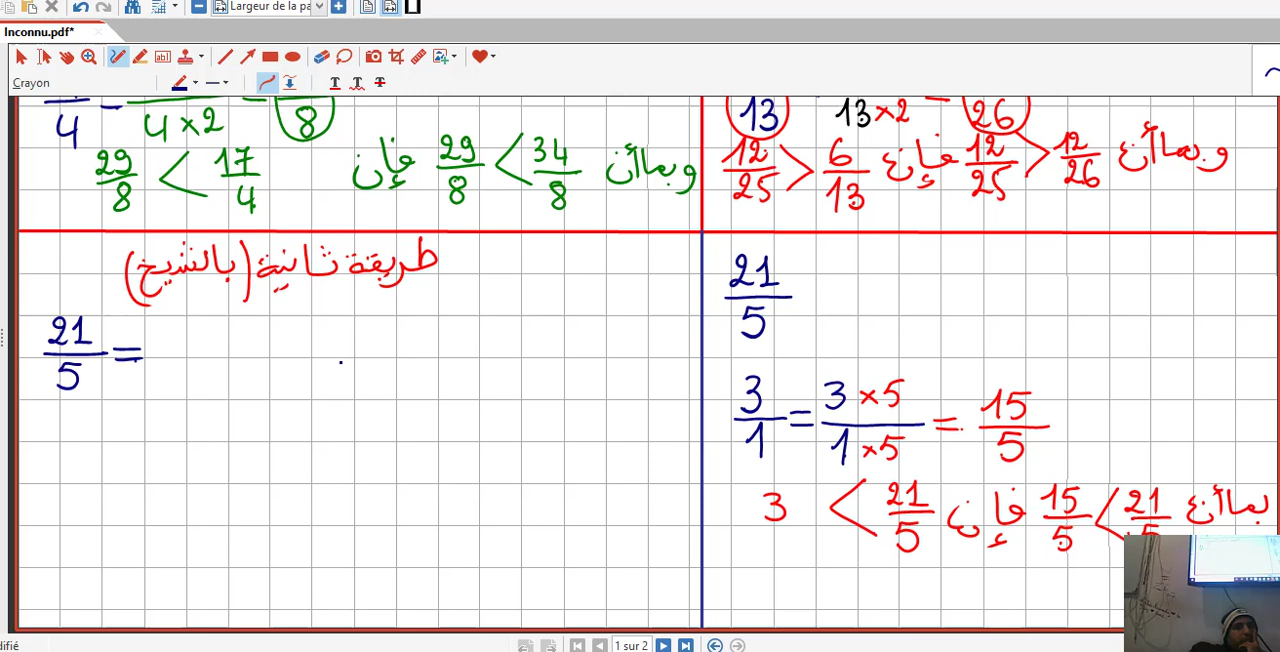 Largeur de la pa
Inconnu.pdf*
Crayon
4 = 4×2 = 8
29/8 < 17/4 فإن 29/8 < 34/8 وبما أن
13 13×2 = 26
12/25 > 6/13 فإن 12/25 > 12/26 وبما أن
طريقة ثانية (بالنشيخ)
21/5 =
21/5
3/1 = 3×5/1×5 = 15/5
3 < 21/5 فإن 15/5 < 21/5 بما أن
difié
1 sur 2